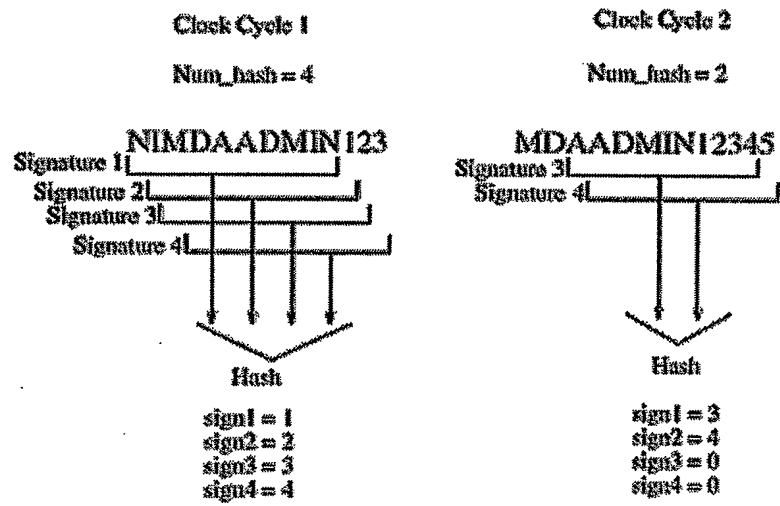 Clock Cycle 1
Num_hash = 4
NIMDAADMIN123
Signature 1
Signature 2
Signature 3
Signature 4
Hash
sign1 = 1
sign2 = 2
sign3 = 3
sign4 = 4
Clock Cycle 2
Num_hash = 2
MDAADMIN12345
Signature 3
Signature 4
Hash
sign1 = 3
sign2 = 4
sign3 = 0
sign4 = 0